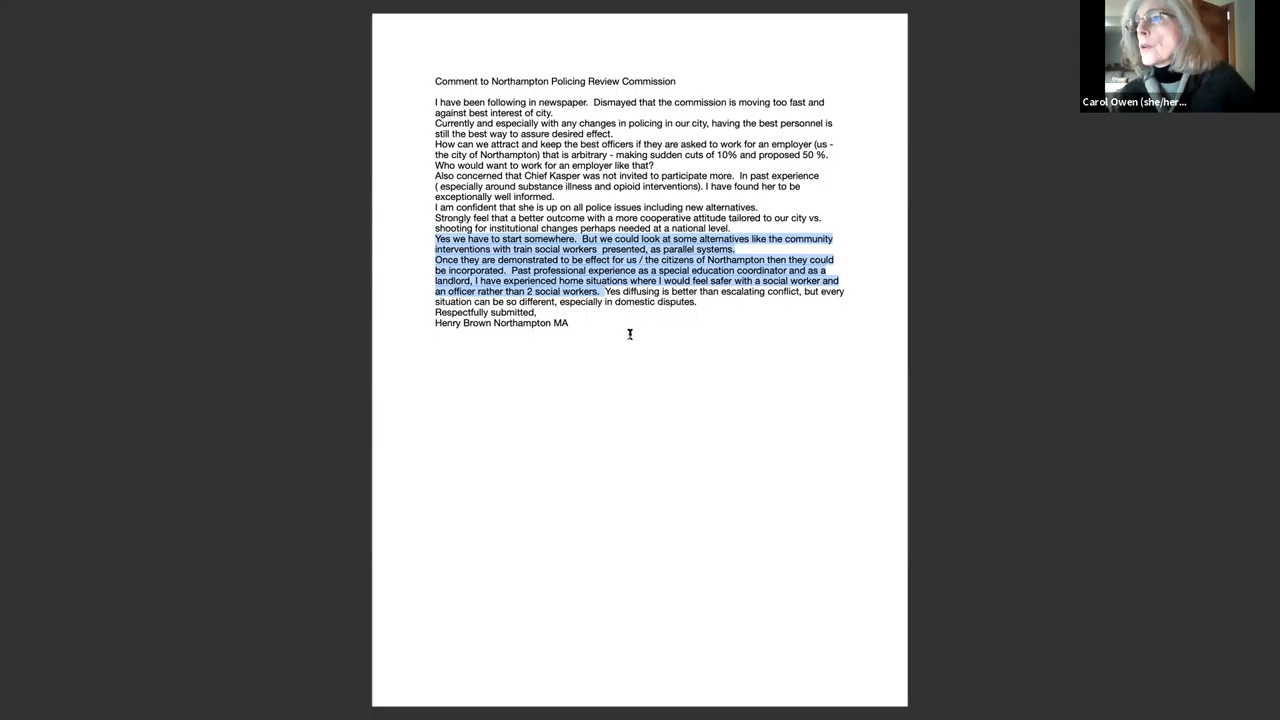 Comment to Northampton Policing Review Commission
I have been following in newspaper.  Dismayed that the commission is moving too fast and
against best interest of city.
Currently and especially with any changes in policing in our city, having the best personnel is
still the best way to assure desired effect.
How can we attract and keep the best officers if they are asked to work for an employer (us -
the city of Northampton) that is arbitrary - making sudden cuts of 10% and proposed 50 %.
Who would want to work for an employer like that?
Also concerned that Chief Kasper was not invited to participate more.  In past experience
( especially around substance illness and opioid interventions). I have found her to be
exceptionally well informed.
I am confident that she is up on all police issues including new alternatives.
Strongly feel that a better outcome with a more cooperative attitude tailored to our city vs.
shooting for institutional changes perhaps needed at a national level.
Yes we have to start somewhere.  But we could look at some alternatives like the community
interventions with train social workers  presented, as parallel systems.
Once they are demonstrated to be effect for us / the citizens of Northampton then they could
be incorporated.  Past professional experience as a special education coordinator and as a
landlord, I have experienced home situations where I would feel safer with a social worker and
an officer rather than 2 social workers.  Yes diffusing is better than escalating conflict, but every
situation can be so different, especially in domestic disputes.
Respectfully submitted,
Henry Brown Northampton MA
Carol Owen (she/her...